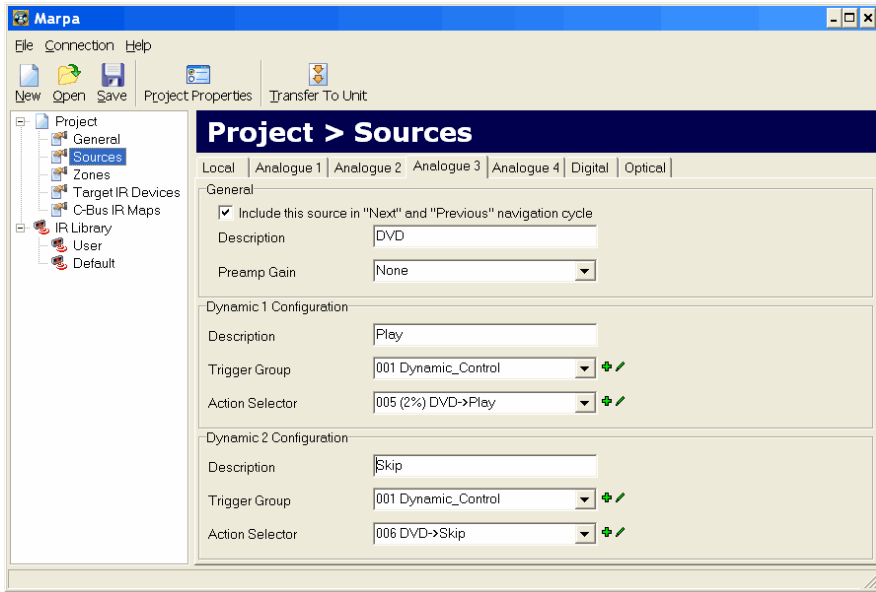 Marpa
File Connection Help
New Open Save Project Properties Transfer To Unit
Project
General
Sources
Zones
Target IR Devices
C-Bus IR Maps
IR Library
User
Default
Project > Sources
Local Analogue 1 Analogue 2 Analogue 3 Analogue 4 Digital Optical
General
Include this source in "Next" and "Previous" navigation cycle
Description DVD
Preamp Gain None
Dynamic 1 Configuration
Description Play
Trigger Group 001 Dynamic_Control
Action Selector 005 (2%) DVD->Play
Dynamic 2 Configuration
Description Skip
Trigger Group 001 Dynamic_Control
Action Selector 006 DVD->Skip